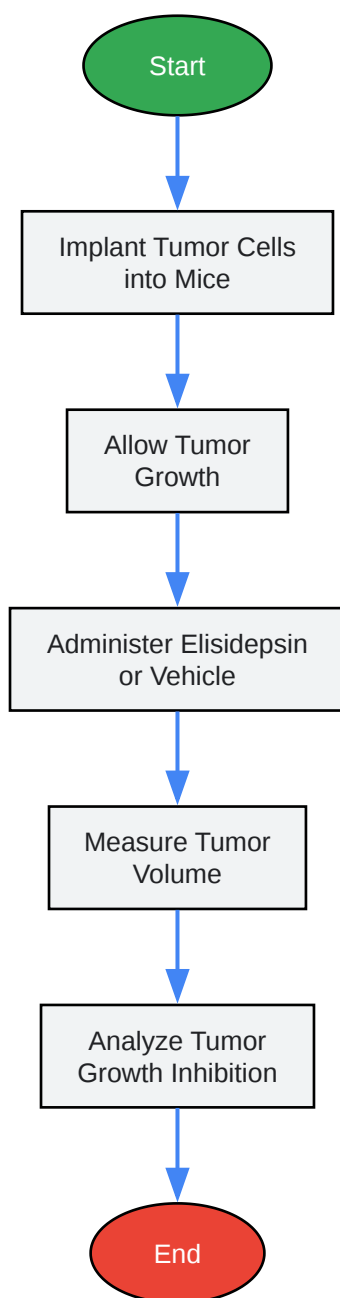 Start
Implant Tumor Cells
into Mice
Allow Tumor
Growth
Administer Elisidepsin
or Vehicle
Measure Tumor
Volume
Analyze Tumor
Growth Inhibition
End